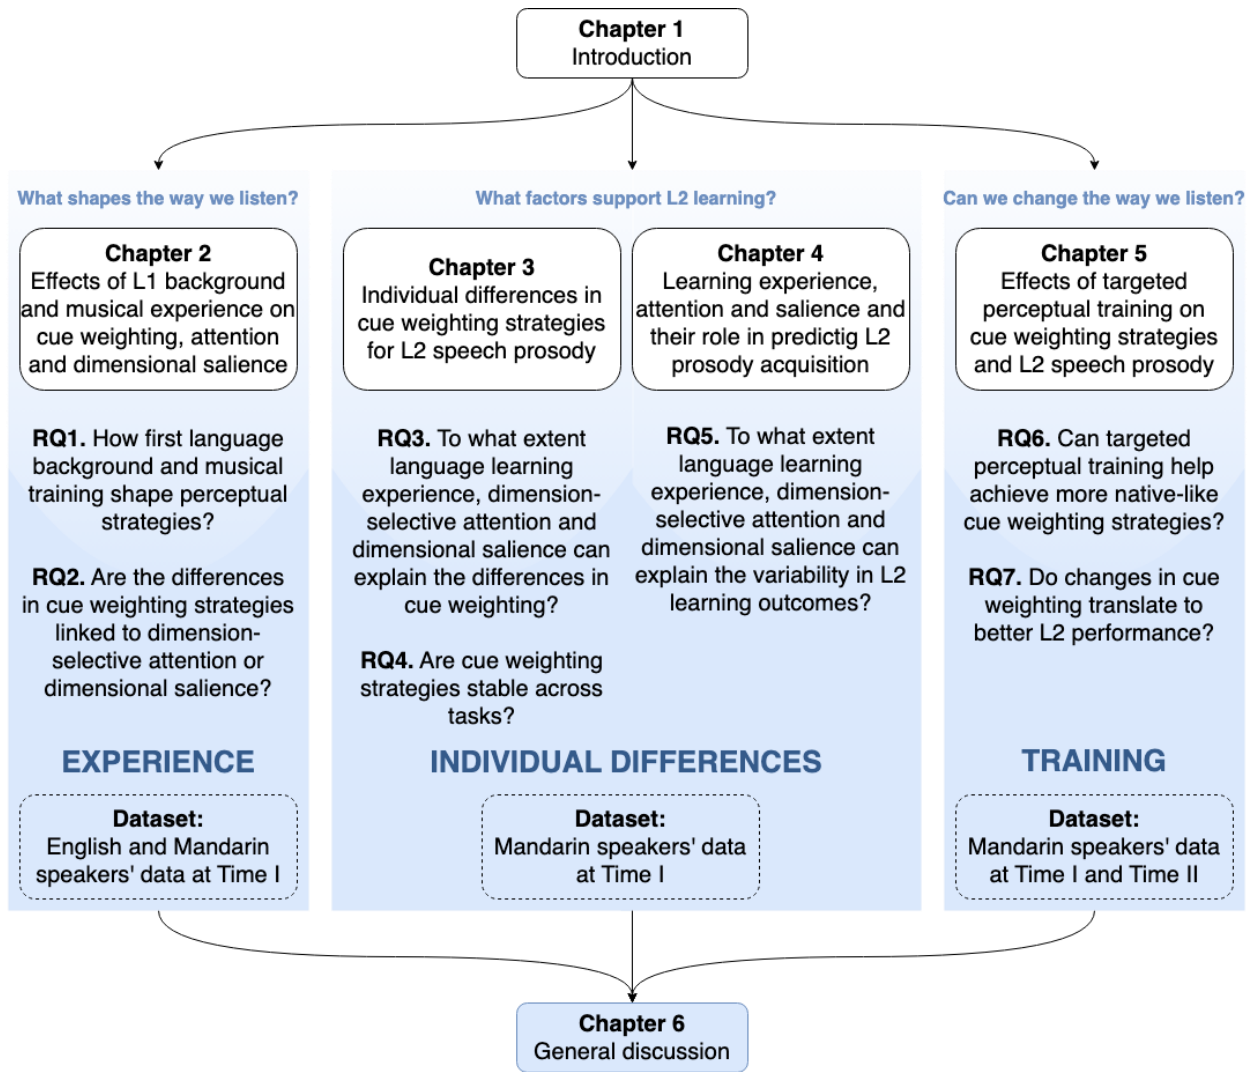 Chapter 1
Introduction
What shapes the way we listen?
Chapter 2
Effects of L1 background
and musical experience on
cue weighting, attention
and dimensional salience
RQ1. How first language
background and musical
training shape perceptual
strategies?
RQ2. Are the differences
in cue weighting strategies
linked to dimension-
selective attention or
dimensional salience?
EXPERIENCE
Dataset:
English and Mandarin
speakers' data at Time I
What factors support L2 learning?
Chapter 3
Individual differences in
cue weighting strategies
for L2 speech prosody
RQ3. To what extent
language learning
experience, dimension-
selective attention and
dimensional salience can
explain the differences in
cue weighting?
RQ4. Are cue weighting
strategies stable across
tasks?
Chapter 4
Learning experience,
attention and salience and
their role in predictig L2
prosody acquisition
RQ5. To what extent
language learning
experience, dimension-
selective attention and
dimensional salience can
explain the variability in L2
learning outcomes?
INDIVIDUAL DIFFERENCES
Dataset:
Mandarin speakers' data
at Time I
Can we change the way we listen?
Chapter 5
Effects of targeted
perceptual training on
cue weighting strategies
and L2 speech prosody
RQ6. Can targeted
perceptual training help
achieve more native-like
cue weighting strategies?
RQ7. Do changes in cue
weighting translate to
better L2 performance?
TRAINING
Dataset:
Mandarin speakers' data
at Time I and Time II
Chapter 6
General discussion